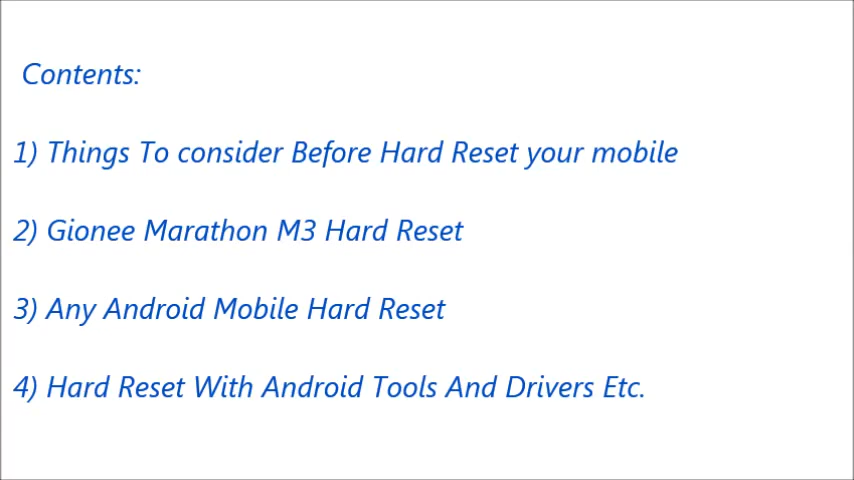 Contents:
1) Things To consider Before Hard Reset your mobile
2) Gionee Marathon M3 Hard Reset
3) Any Android Mobile Hard Reset
4) Hard Reset With Android Tools And Drivers Etc.